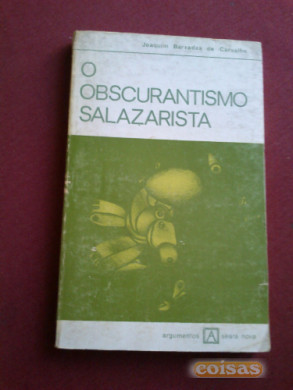 Joaquim Barradas de Carvalho
O
OBSCURANTISMO
SALAZARISTA
argumentos A seara nova
coisas